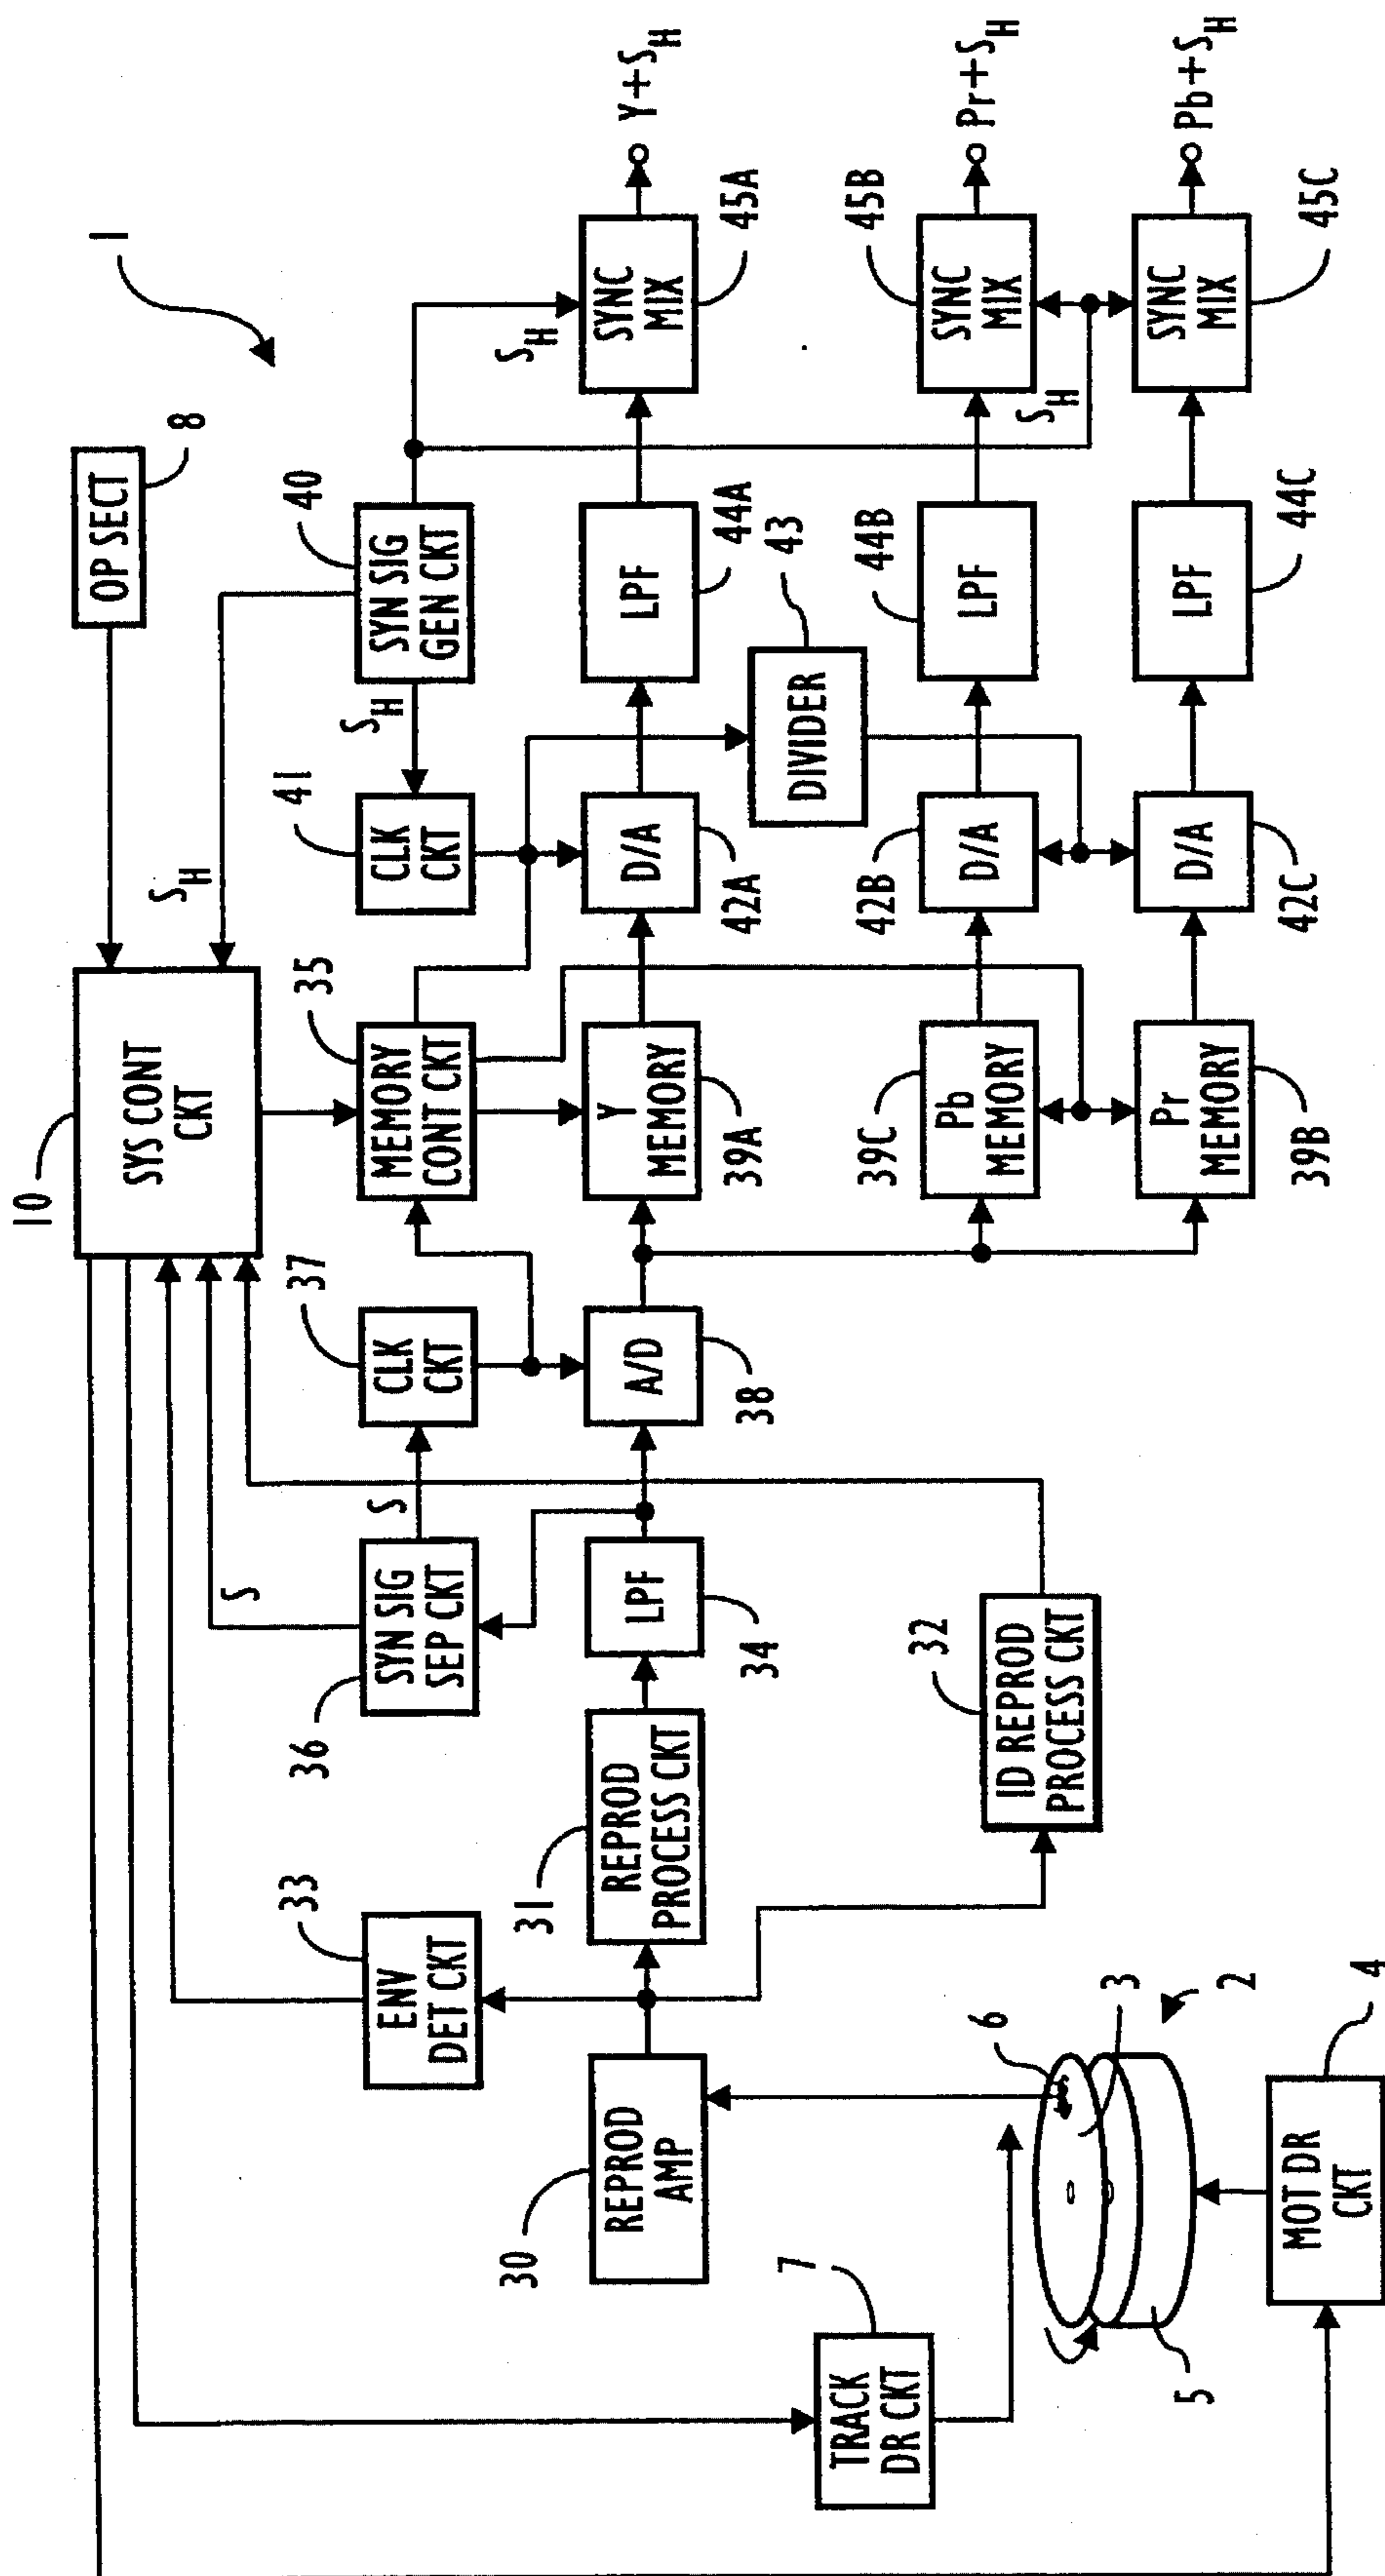 1
OP SECT
8
10
SYS CONT
CKT
S_H
40
SYN SIG
GEN CKT
S_H
S_H
41
CLK
CKT
35
MEMORY
CONT CKT
37
CLK
CKT
S
S
36
SYN SIG
SEP CKT
33
ENV
DET CKT
30
REPROD
AMP
31
REPROD
PROCESS CKT
LPF
34
A/D
38
Y
MEMORY
39A
D/A
42A
LPF
44A
SYNC
MIX
45A
Y+S_H
DIVIDER
43
39C
Pb
MEMORY
42B
D/A
44B
LPF
45B
SYNC
MIX
Pr+S_H
S_H
Pr
MEMORY
39B
D/A
42C
LPF
44C
SYNC
MIX
45C
Pb+S_H
32
ID REPROD
PROCESS CKT
7
TRACK
DR CKT
6
3
2
5
4
MOT DR
CKT